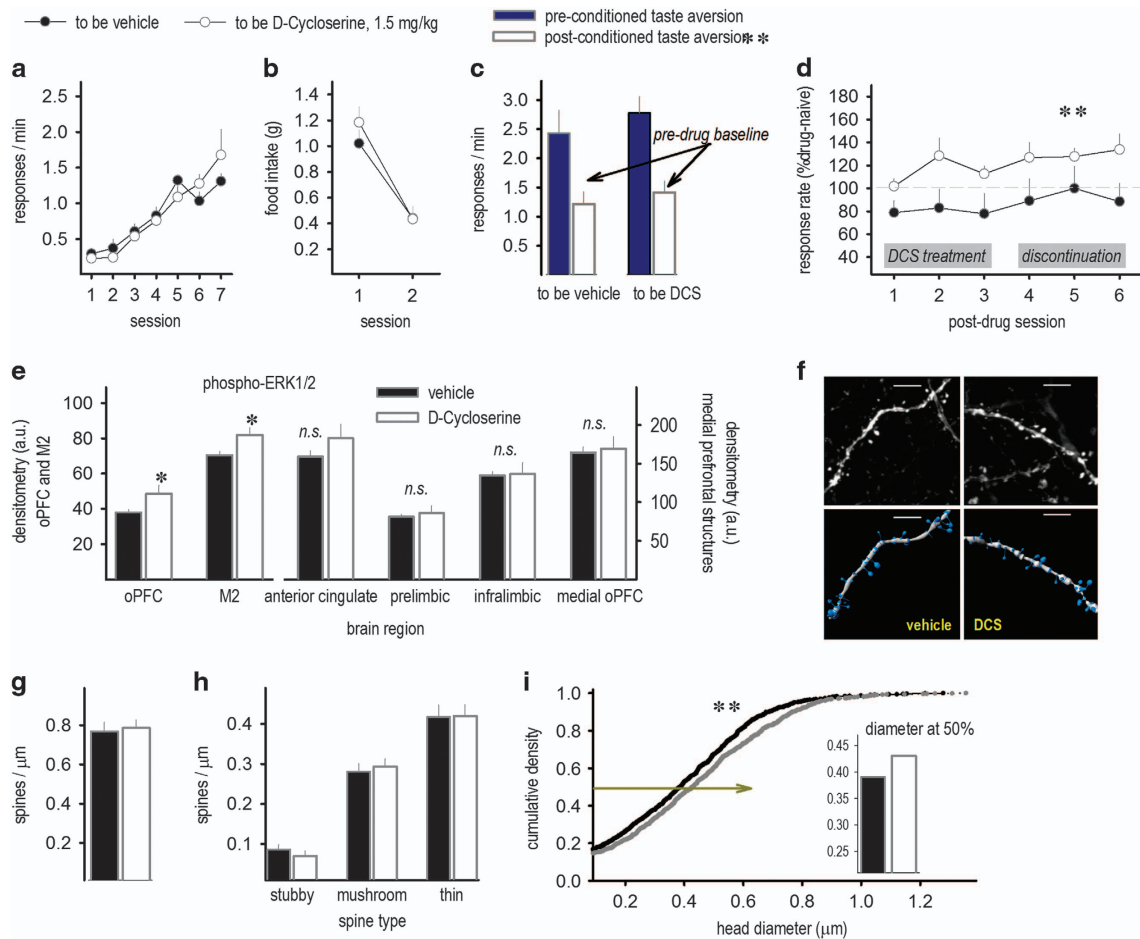 to be vehicle
to be D-Cycloserine, 1.5 mg/kg
pre-conditioned taste aversion
post-conditioned taste aversion
**
a
responses / min
2.5
2.0
1.5
1.0
0.5
1 2 3 4 5 6 7
session
b
food intake (g)
1.4
1.2
1.0
0.8
0.6
0.4
0.2
1 2
session
c
responses / min
3.0
2.5
2.0
1.5
1.0
0.5
pre-drug baseline
to be vehicle to be DCS
d
response rate (%drug-naive)
180
160
140
120
100
80
60
40
**
DCS treatment discontinuation
1 2 3 4 5 6
post-drug session
e
phospho-ERK1/2
vehicle
D-Cycloserine
densitometry (a.u.)
oPFC and M2
100
80
60
40
20
* * n.s. n.s. n.s. n.s.
200
150
100
50
densitometry (a.u.)
medial prefrontal structures
oPFC M2 anterior cingulate prelimbic infralimbic medial oPFC
brain region
f
vehicle DCS
g
spines / μm
0.8
0.6
0.4
0.2
h
spines / μm
0.4
0.3
0.2
0.1
stubby mushroom thin
spine type
i
cumulative density
1.0
0.8
0.6
0.4
0.2
0.0
**
0.2 0.4 0.6 0.8 1.0 1.2
head diameter (μm)
diameter at 50%
0.45
0.40
0.35
0.30
0.25